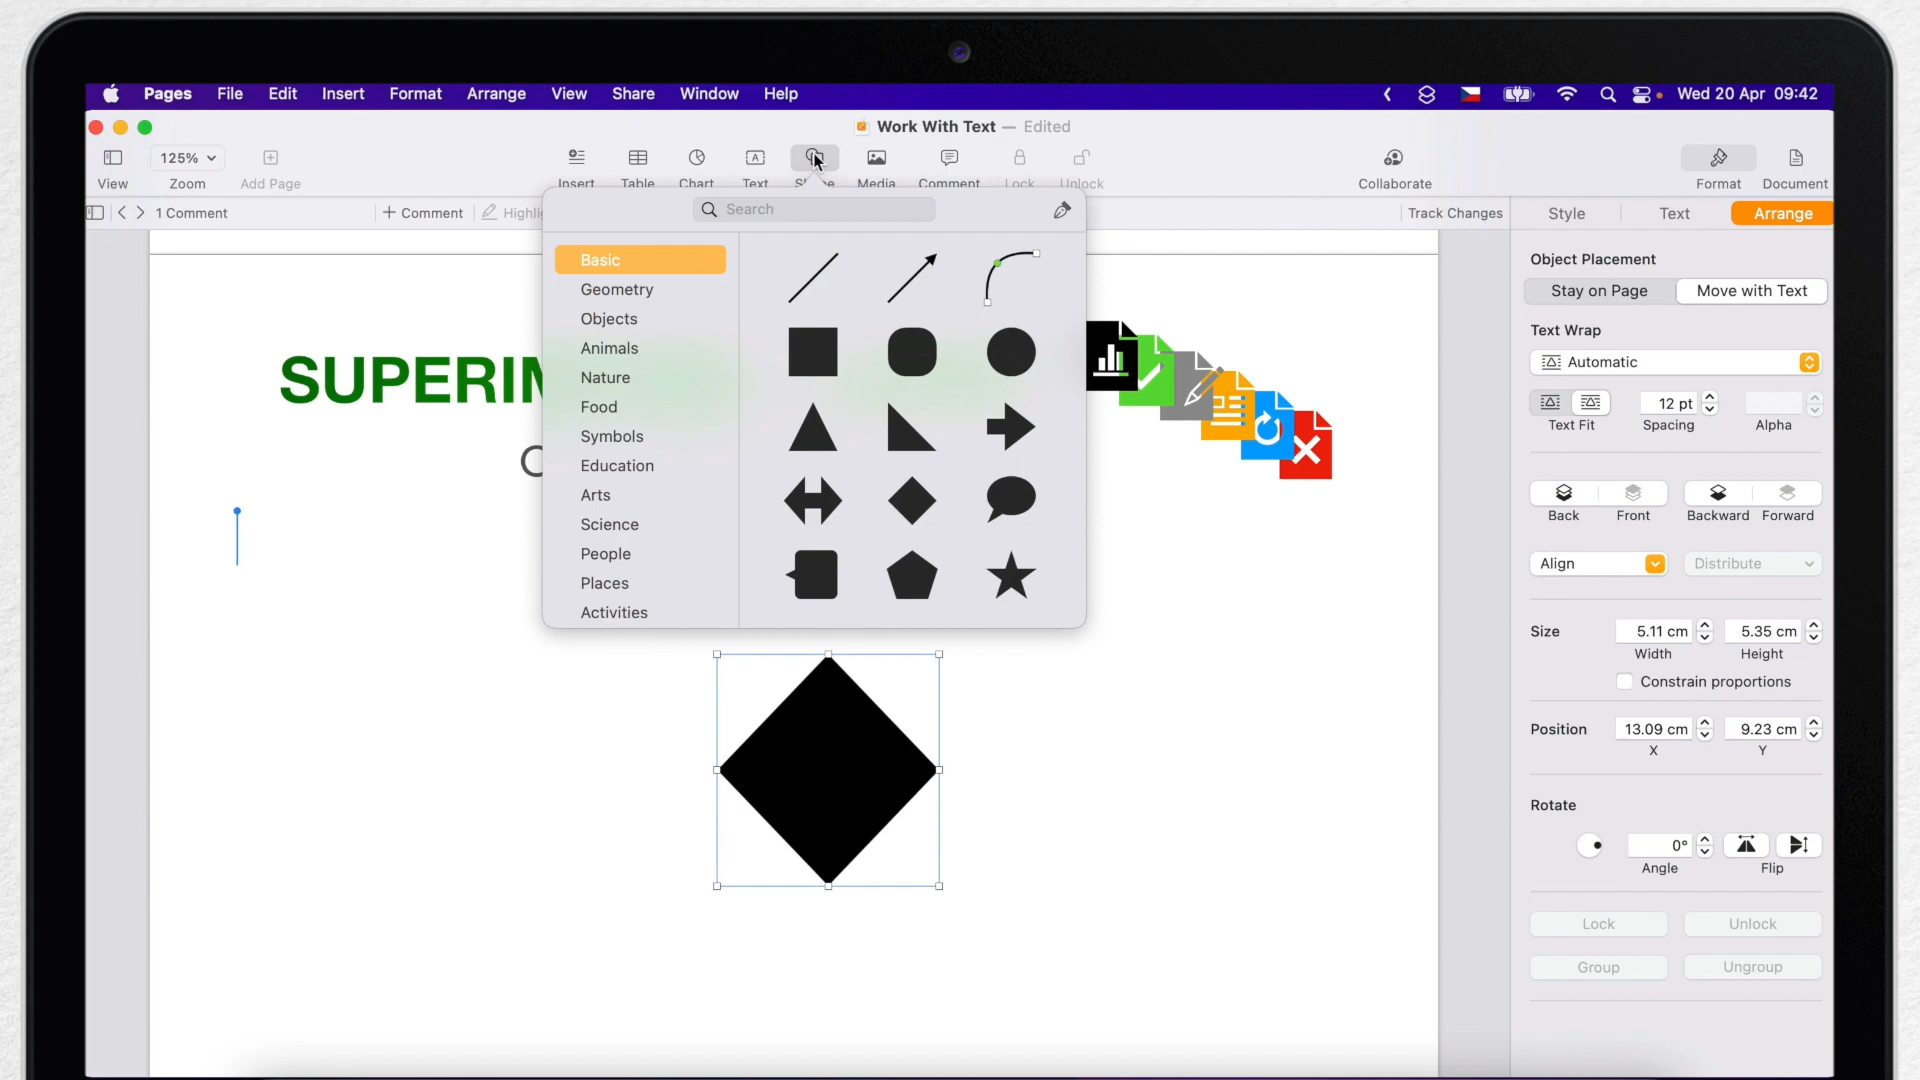 Pages File Edit Insert Format Arrange View Share Window Help Wed 20 Apr 09:42
Work With Text — Edited
125%
View Zoom Add Page Insert Table Chart Text Media Comment Lock Unlock Collaborate Format Document
1 Comment + Comment Track Changes
Search
Style Text Arrange
Basic
Geometry
Objects
Animals
Nature
Food
Symbols
Education
Arts
Science
People
Places
Activities
Object Placement
Stay on Page Move with Text
Text Wrap
Automatic
12 pt
Text Fit Spacing Alpha
Back Front Backward Forward
Align Distribute
Size 5.11 cm 5.35 cm
Width Height
Constrain proportions
Position 13.09 cm 9.23 cm
X Y
Rotate
0°
Angle Flip
Lock Unlock
Group Ungroup